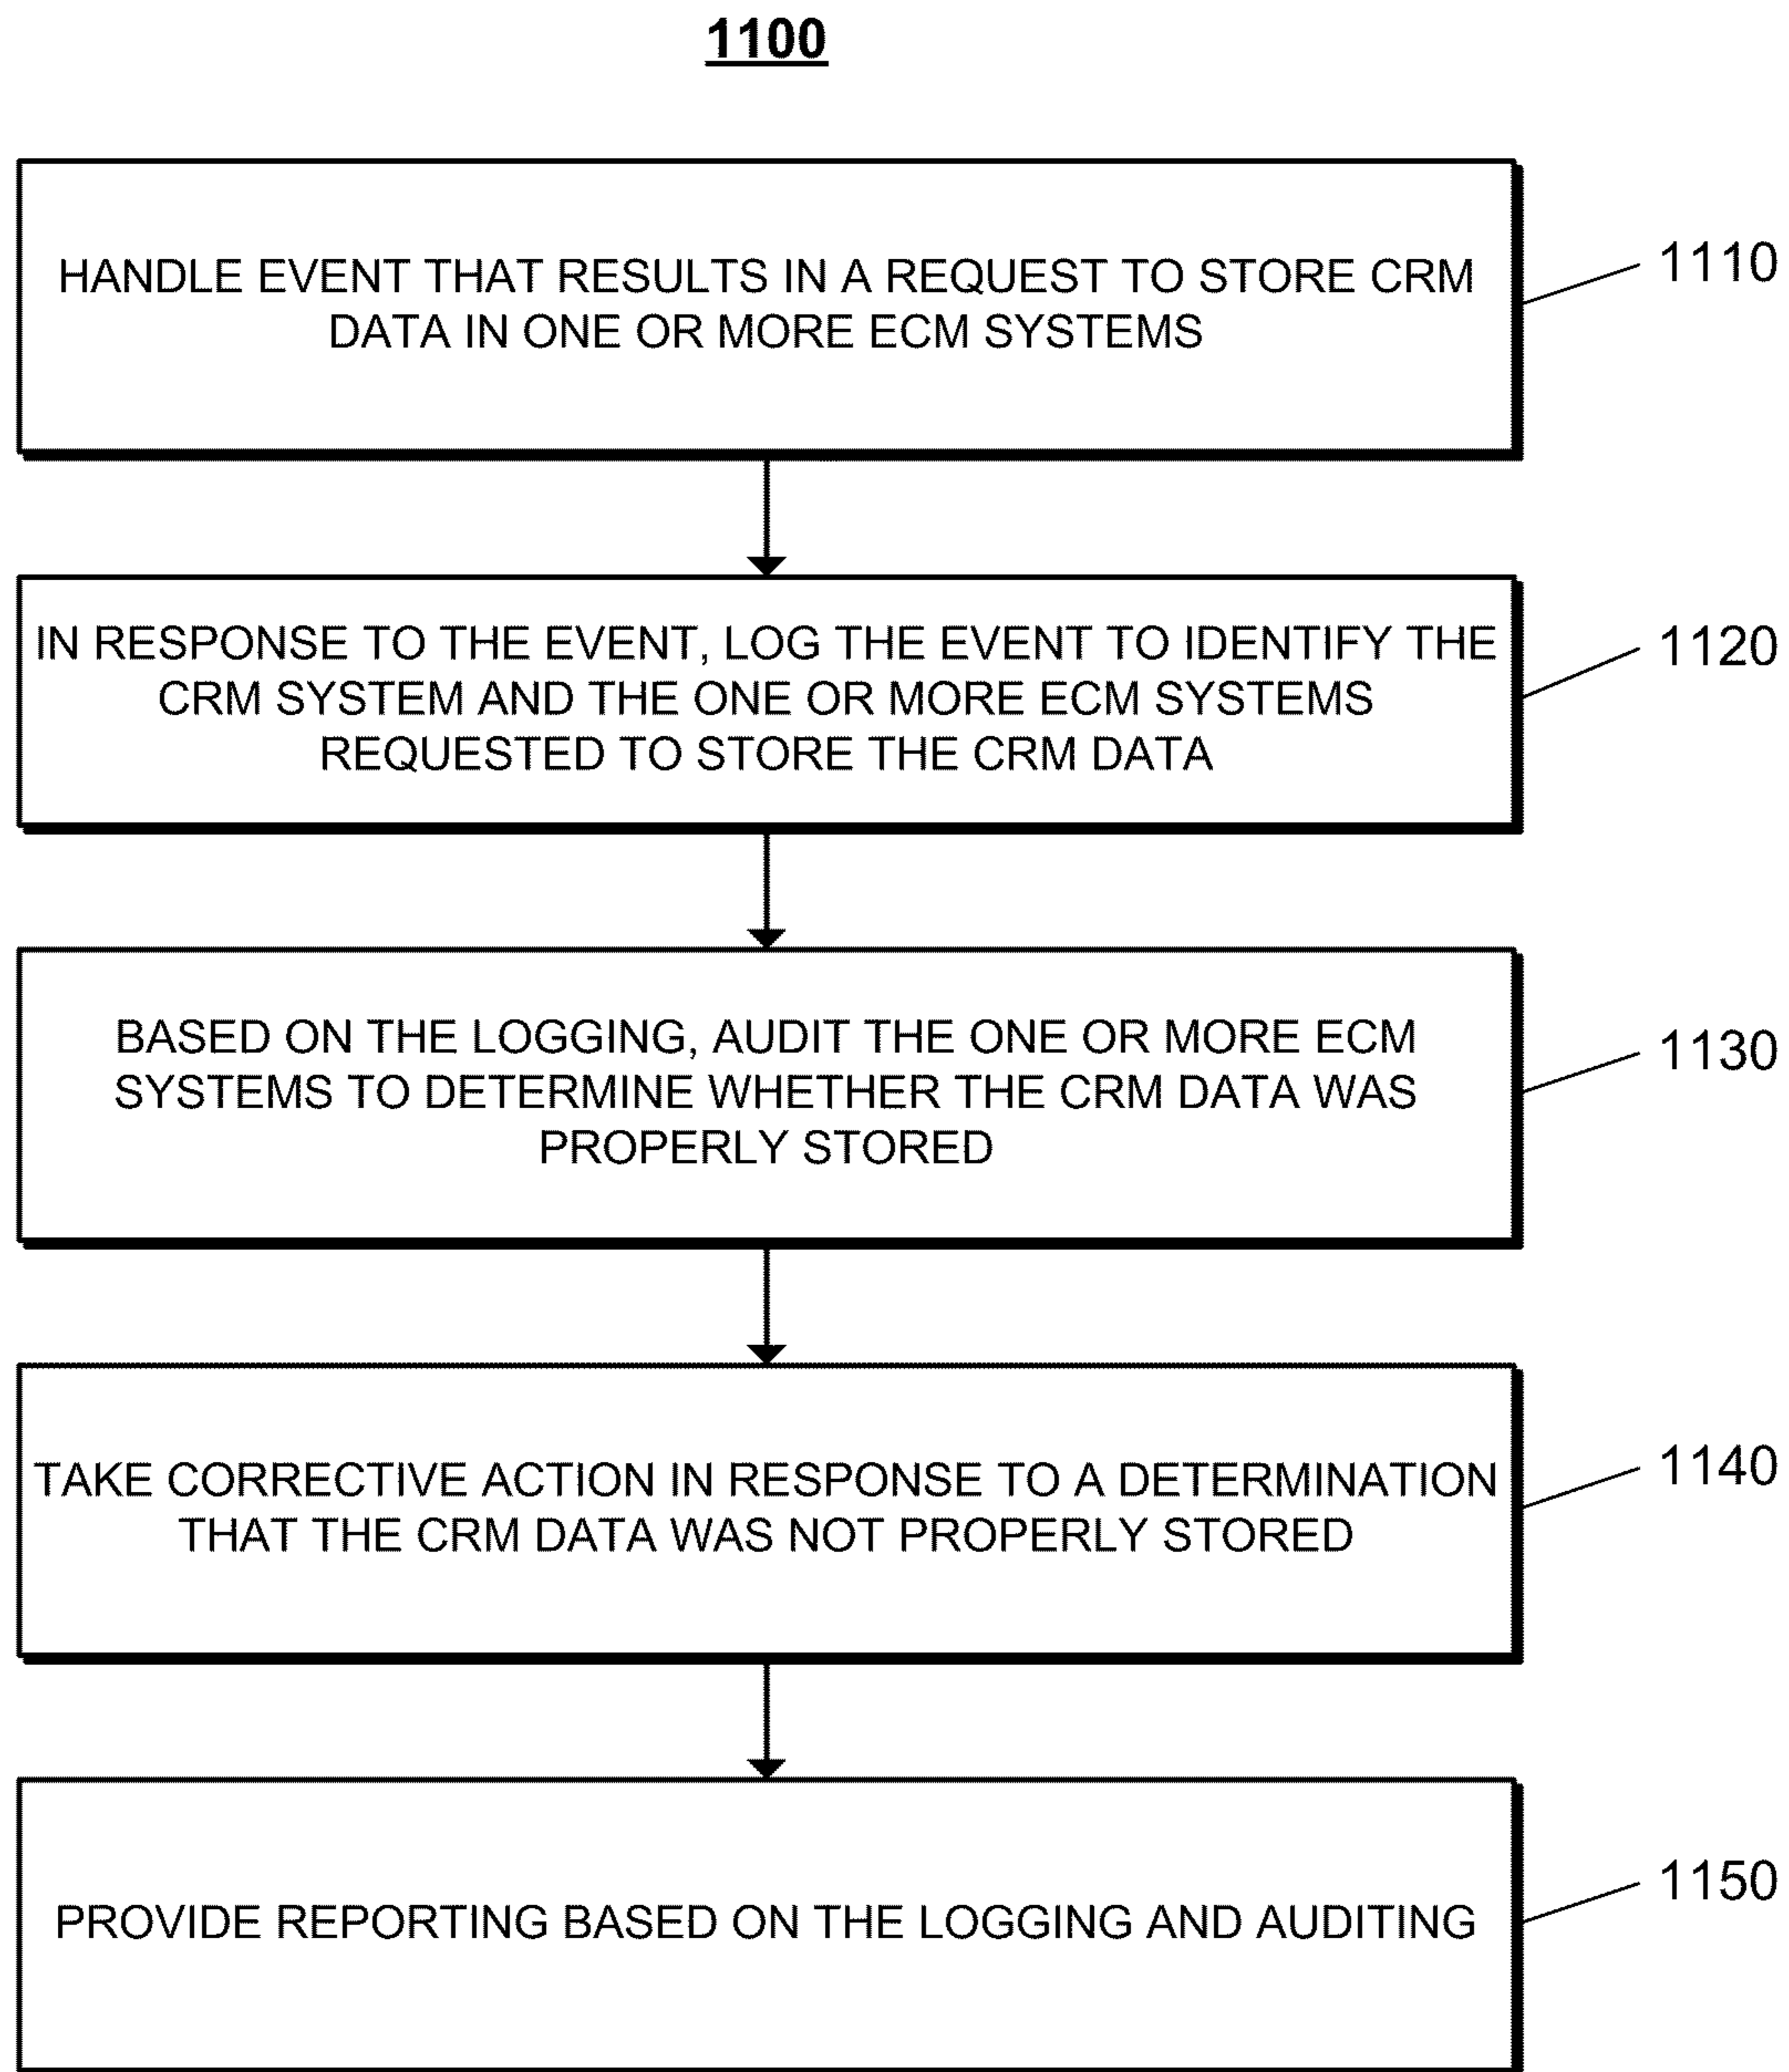 1100
HANDLE EVENT THAT RESULTS IN A REQUEST TO STORE CRM
DATA IN ONE OR MORE ECM SYSTEMS
1110
IN RESPONSE TO THE EVENT, LOG THE EVENT TO IDENTIFY THE
CRM SYSTEM AND THE ONE OR MORE ECM SYSTEMS
REQUESTED TO STORE THE CRM DATA
1120
BASED ON THE LOGGING, AUDIT THE ONE OR MORE ECM
SYSTEMS TO DETERMINE WHETHER THE CRM DATA WAS
PROPERLY STORED
1130
TAKE CORRECTIVE ACTION IN RESPONSE TO A DETERMINATION
THAT THE CRM DATA WAS NOT PROPERLY STORED
1140
PROVIDE REPORTING BASED ON THE LOGGING AND AUDITING
1150